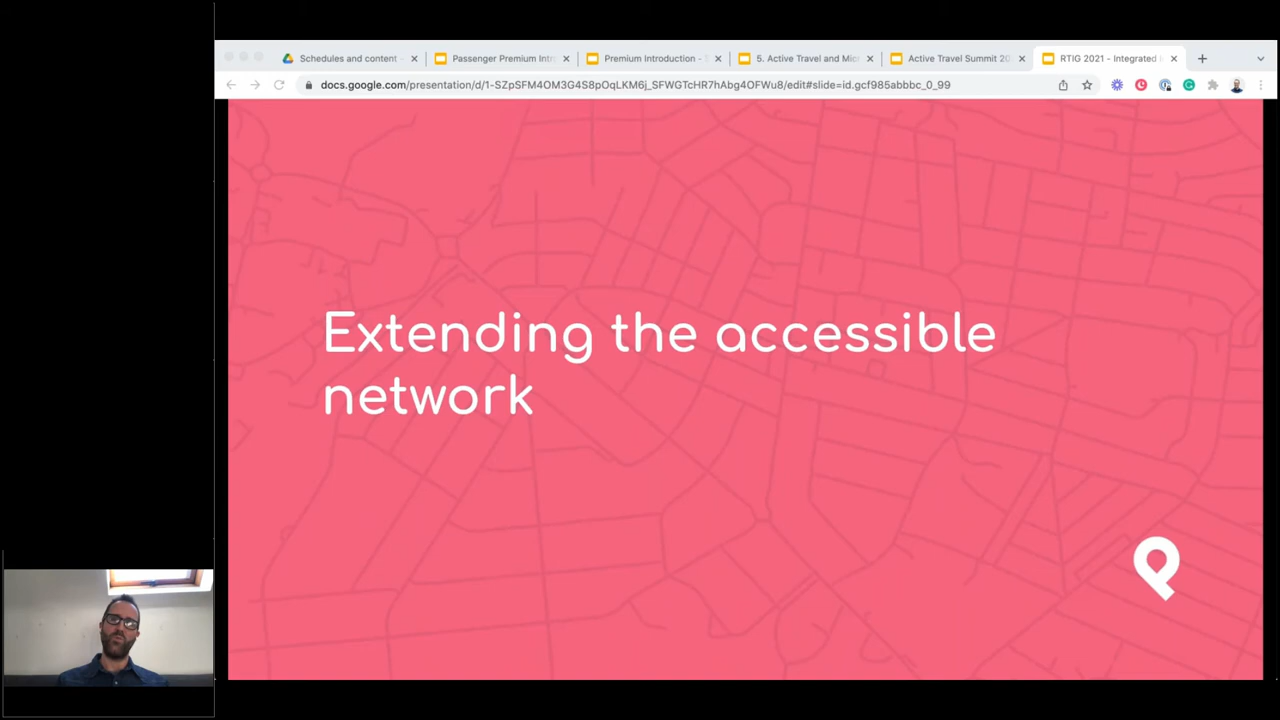 Schedules and content
Passenger Premium Intr
Premium Introduction - S
5. Active Travel and Mic
Active Travel Summit 20
RTIG 2021 - Integrated
docs.google.com/presentation/d/1-SZpSFM4OM3G4S8pOqLKM6j_SFWGTcHR7hAbg4OFWu8/edit#slide=id.gcf985abbbc_0_99
Extending the accessible
network